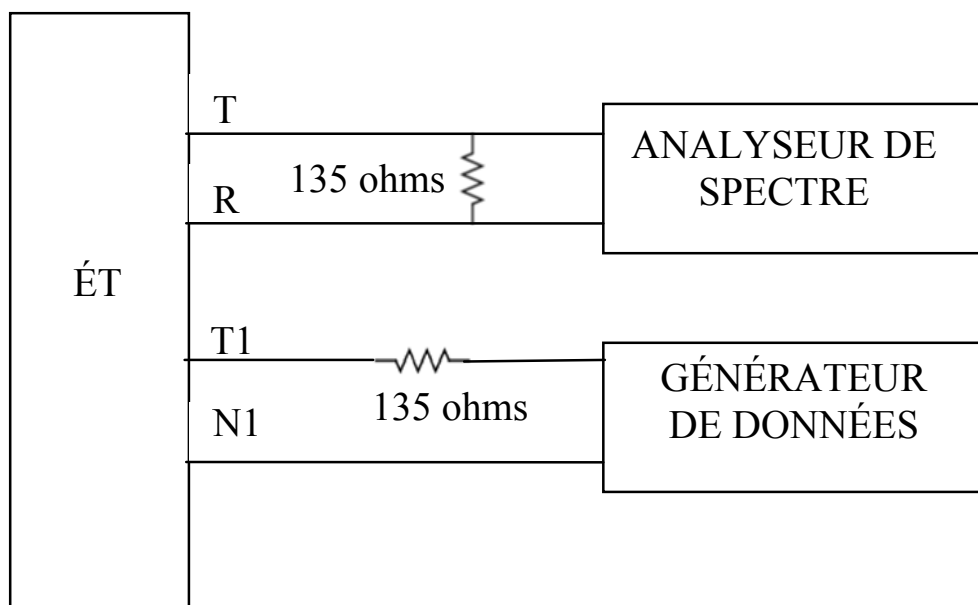 T
ANALYSEUR DE
SPECTRE
135 ohms
R
ÉT
T1
GÉNÉRATEUR
DE DONNÉES
135 ohms
N1